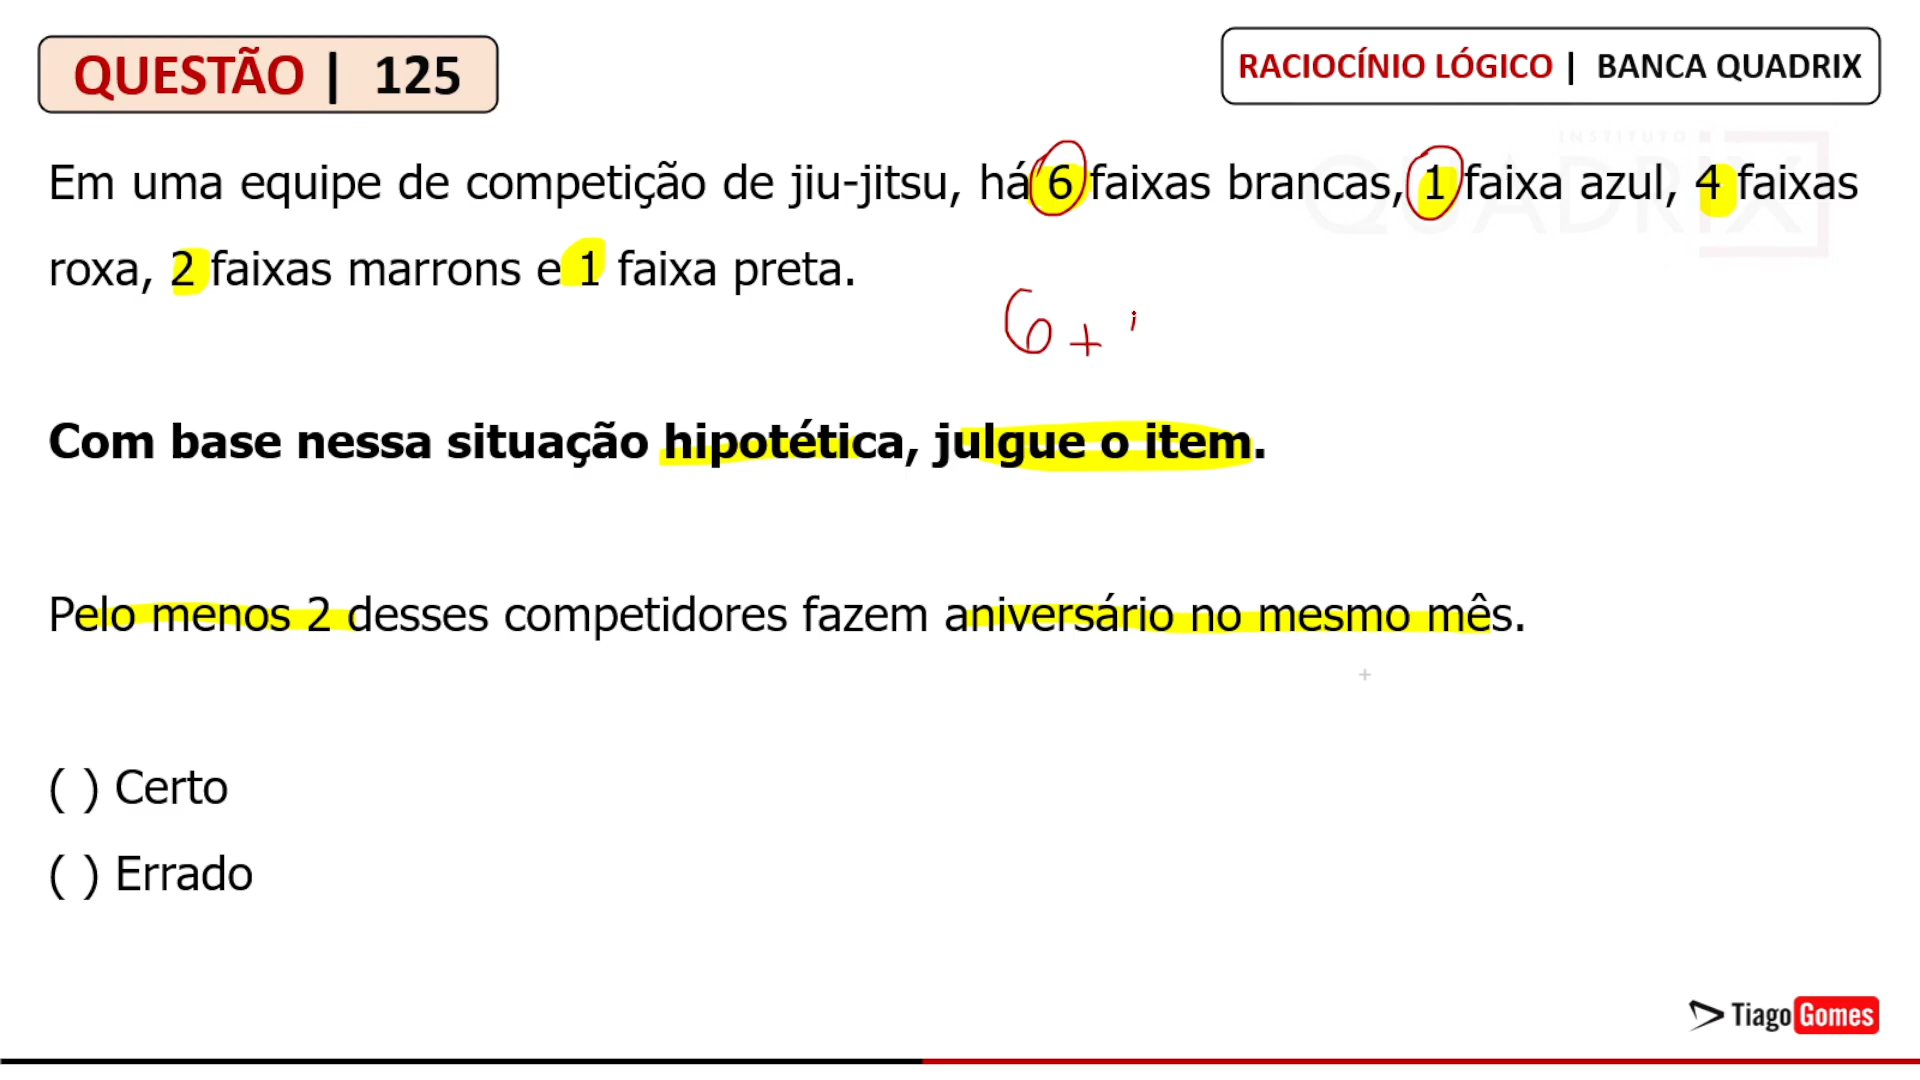 QUESTÃO | 125
RACIOCÍNIO LÓGICO | BANCA QUADRIX
INSTITUTO
QUADRIX
Em uma equipe de competição de jiu-jitsu, há 6 faixas brancas, 1 faixa azul, 4 faixas
roxa, 2 faixas marrons e 1 faixa preta.
6 +
Com base nessa situação hipotética, julgue o item.
Pelo menos 2 desses competidores fazem aniversário no mesmo mês.
( ) Certo
( ) Errado
Tiago Gomes